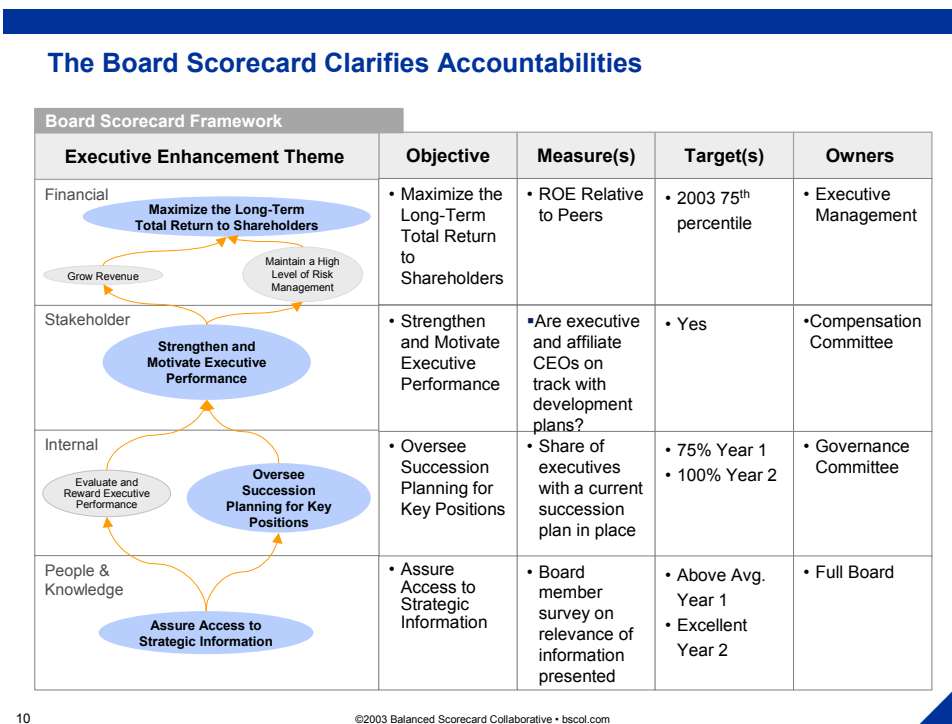 The Board Scorecard Clarifies Accountabilities
Board Scorecard Framework
Executive Enhancement Theme
Objective
Measure(s)
Target(s)
Owners
Financial
Maximize the Long-Term
Total Return to Shareholders
Grow Revenue
Maintain a High
Level of Risk
Management
• Maximize the
Long-Term
Total Return
to
Shareholders
• ROE Relative
to Peers
• 2003 75th
percentile
• Executive
Management
Stakeholder
Strengthen and
Motivate Executive
Performance
• Strengthen
and Motivate
Executive
Performance
▪Are executive
and affiliate
CEOs on
track with
development
plans?
• Yes
•Compensation
Committee
Internal
Evaluate and
Reward Executive
Performance
Oversee
Succession
Planning for Key
Positions
• Oversee
Succession
Planning for
Key Positions
• Share of
executives
with a current
succession
plan in place
• 75% Year 1
• 100% Year 2
• Governance
Committee
People &
Knowledge
Assure Access to
Strategic Information
• Assure
Access to
Strategic
Information
• Board
member
survey on
relevance of
information
presented
• Above Avg.
Year 1
• Excellent
Year 2
• Full Board
10
©2003 Balanced Scorecard Collaborative • bscol.com